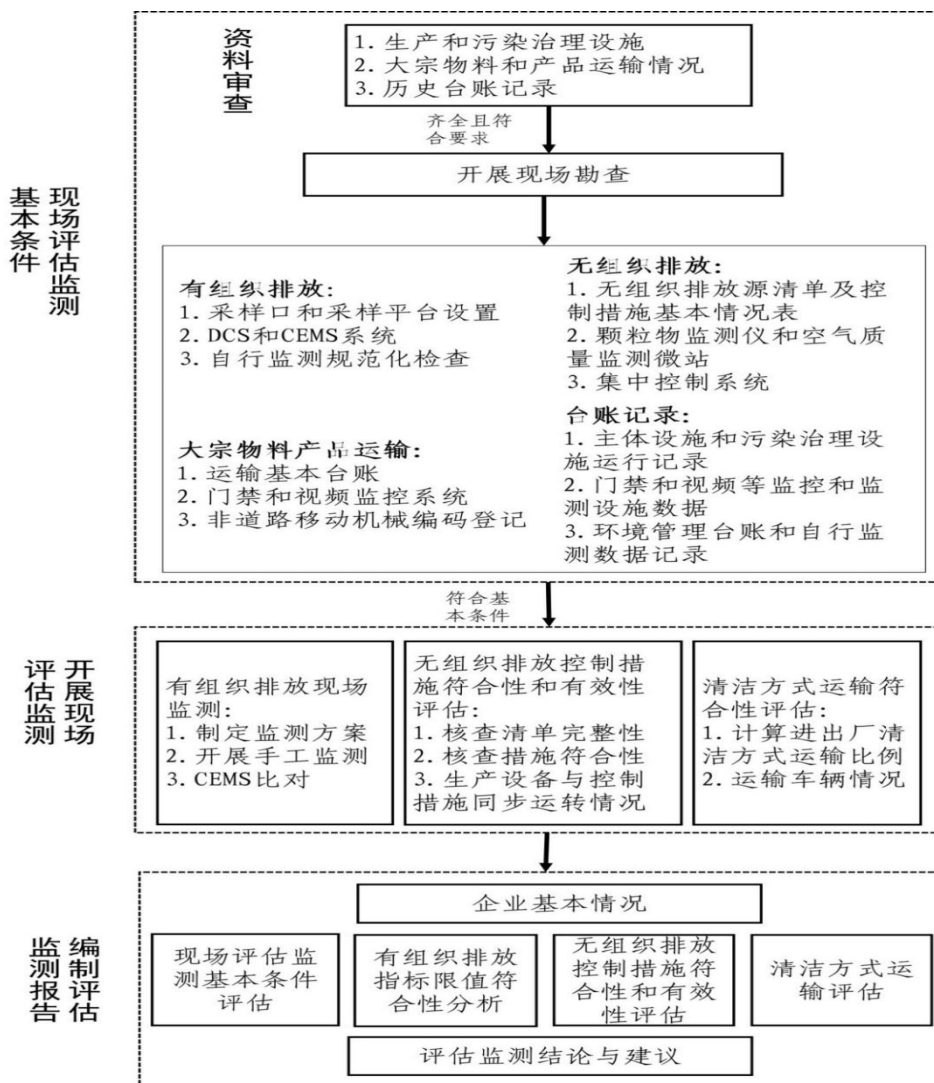 资料审查
1. 生产和污染治理设施
2. 大宗物料和产品运输情况
3. 历史台账记录
齐全且符
合要求
开展现场勘查
现场评估监测
基本条件
有组织排放:
1. 采样口和采样平台设置
2. DCS和CEMS系统
3. 自行监测规范化检查
无组织排放:
1. 无组织排放源清单及控
制措施基本情况表
2. 颗粒物监测仪和空气质
量监测微站
3. 集中控制系统
大宗物料产品运输:
1. 运输基本台账
2. 门禁和视频监控系统
3. 非道路移动机械编码登记
台账记录:
1. 主体设施和污染治理设
施运行记录
2. 门禁和视频等监控和监
测设施数据
3. 环境管理台账和自行监
测数据记录
符合基
本条件
开展现场
评估监测
有组织排放现场
监测:
1. 制定监测方案
2. 开展手工监测
3. CEMS比对
无组织排放控制措
施符合性和有效性
评估:
1. 核查清单完整性
2. 核查措施符合性
3. 生产设备与控制
措施同步运转情况
清洁方式运输符
合性评估:
1. 计算进出厂清
洁方式运输比例
2. 运输车辆情况
编制评估
监测报告
企业基本情况
现场评估监
测基本条件
评估
有组织排放
指标限值符
合性分析
无组织排放
控制措施符
合性和有效
性评估
清洁方式运
输评估
评估监测结论与建议